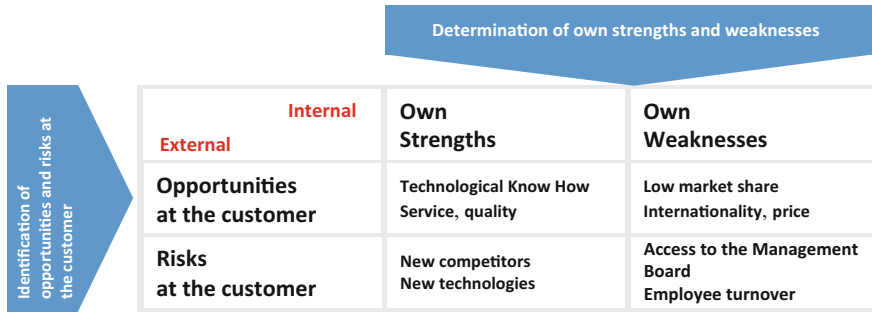 Determination of own strengths and weaknesses
Identification of
opportunities and risks at
the customer
Internal
External
Own
Strengths
Own
Weaknesses
Opportunities
at the customer
Technological Know How
Service, quality
Low market share
Internationality, price
Risks
at the customer
New competitors
New technologies
Access to the Management
Board
Employee turnover